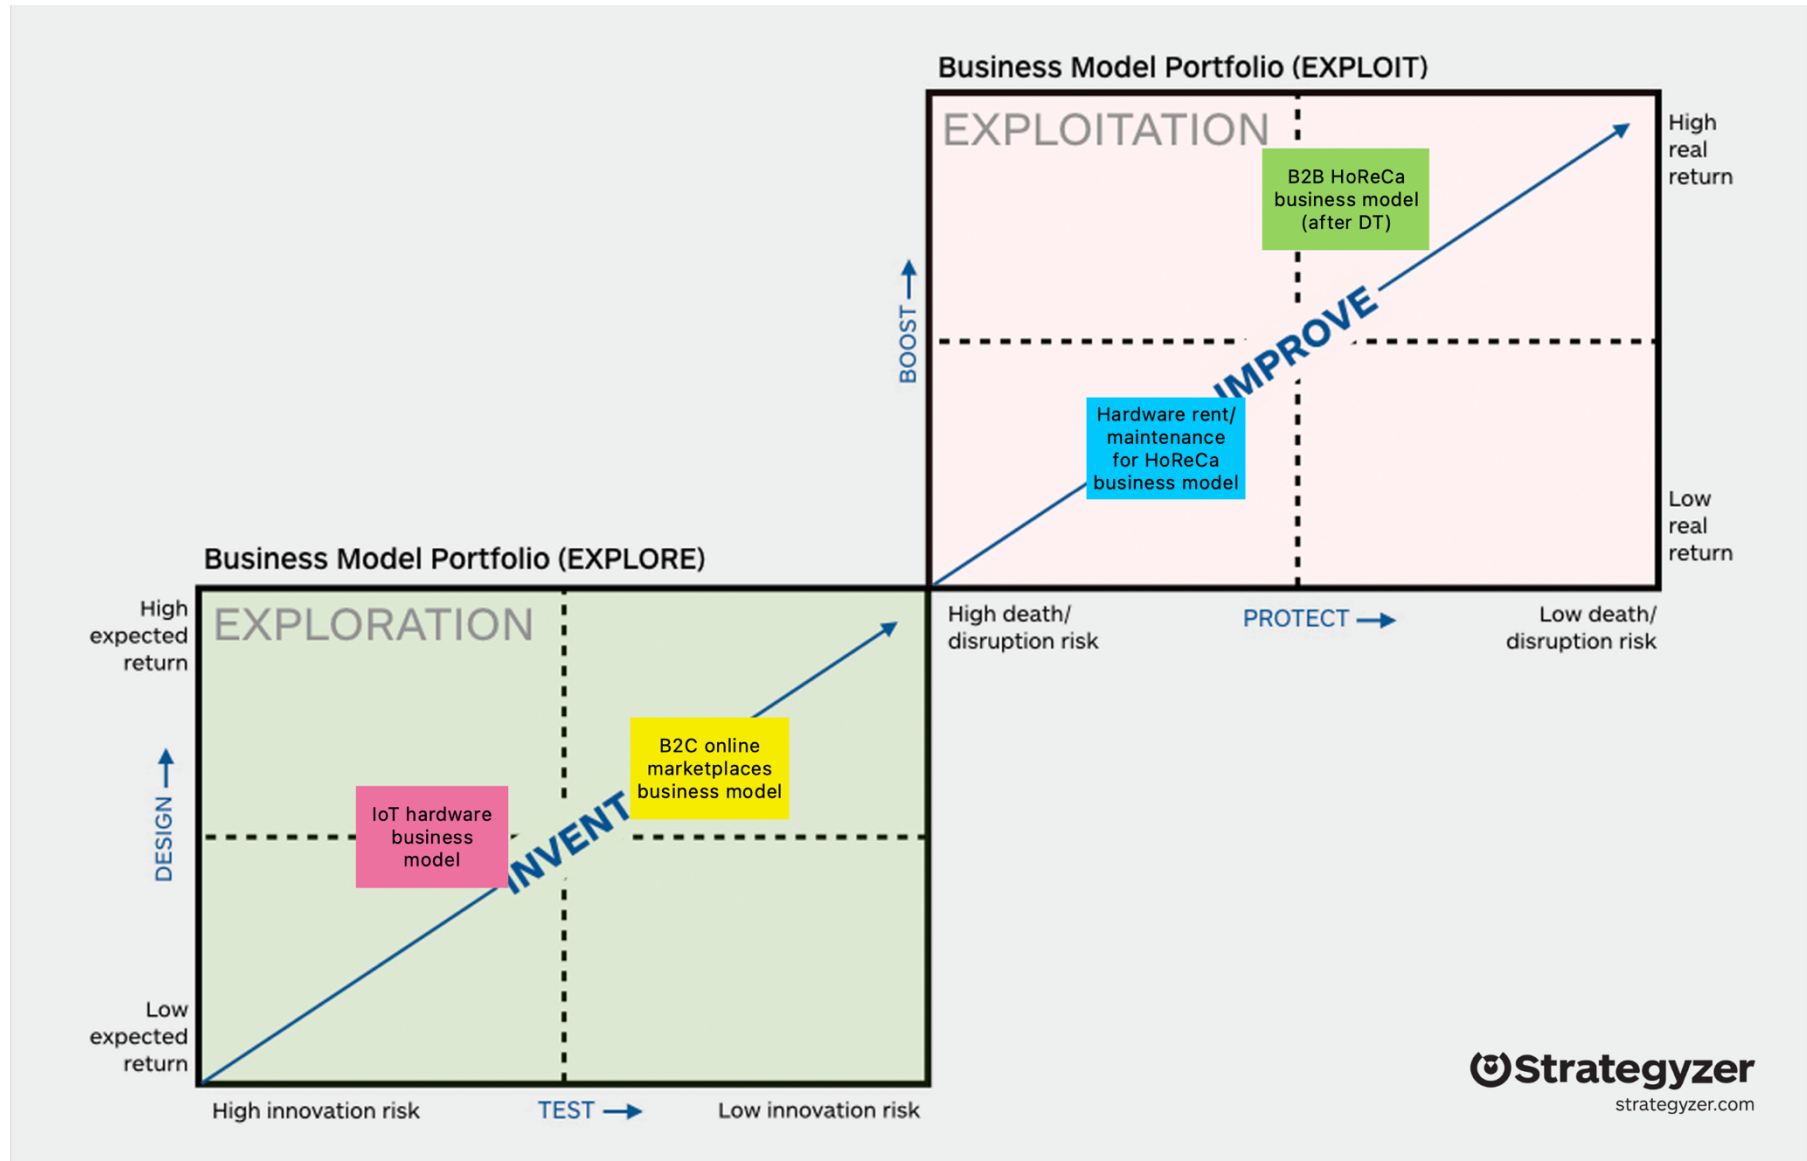 Business Model Portfolio (EXPLOIT)
EXPLOITATION
High
real
return
B2B HoReCa
business model
(after DT)
BOOST
IMPROVE
Hardware rent/
maintenance
for HoReCa
business model
Low
real
return
High death/
disruption risk
PROTECT
Low death/
disruption risk
Business Model Portfolio (EXPLORE)
High
expected
return
EXPLORATION
B2C online
marketplaces
business model
IoT hardware
business
model
INVENT
DESIGN
Low
expected
return
High innovation risk
TEST
Low innovation risk
Strategyzer
strategyzer.com